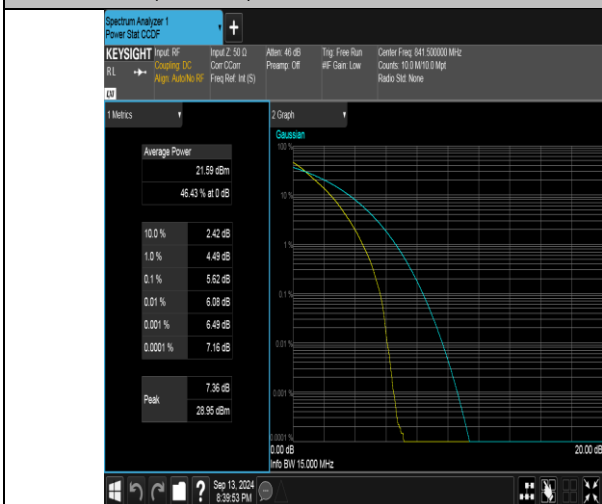 Spectrum Analyzer 1
Power Stat CCDF
+
KEYSIGHT
RL
LXI
Input: RF
Coupling: DC
Align: Auto/No RF
Input Z: 50 Ω
Corr CCorr
Freq Ref: Int (S)
Atten: 46 dB
Preamp: Off
Trig: Free Run
#IF Gain: Low
Center Freq: 841.500000 MHz
Counts: 10.0 M/10.0 Mpt
Radio Std: None
1 Metrics
Average Power
21.59 dBm
46.43 % at 0 dB
10.0 % 2.42 dB
1.0 % 4.49 dB
0.1 % 5.62 dB
0.01 % 6.08 dB
0.001 % 6.49 dB
0.0001 % 7.16 dB
Peak 7.36 dB
28.95 dBm
2 Graph
Gaussian
100 %
10 %
1 %
0.1 %
0.01 %
0.001 %
0.0001 %
0.00 dB 20.00 dB
Info BW 15.000 MHz
?
Sep 13, 2024
8:39:53 PM